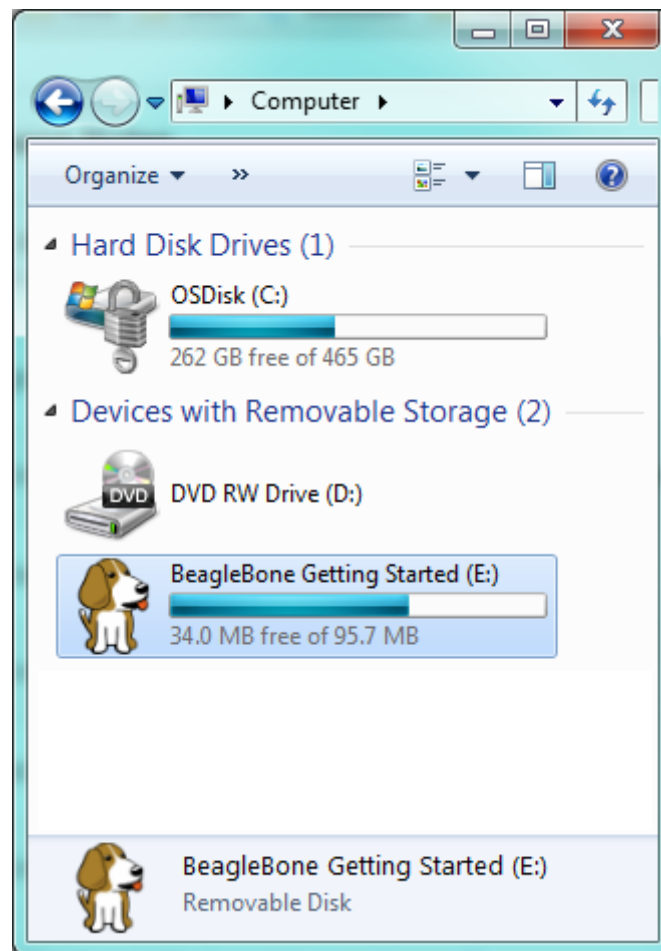 Computer
Organize
Hard Disk Drives (1)
OSDisk (C:)
262 GB free of 465 GB
Devices with Removable Storage (2)
DVD
DVD RW Drive (D:)
BeagleBone Getting Started (E:)
34.0 MB free of 95.7 MB
BeagleBone Getting Started (E:)
Removable Disk